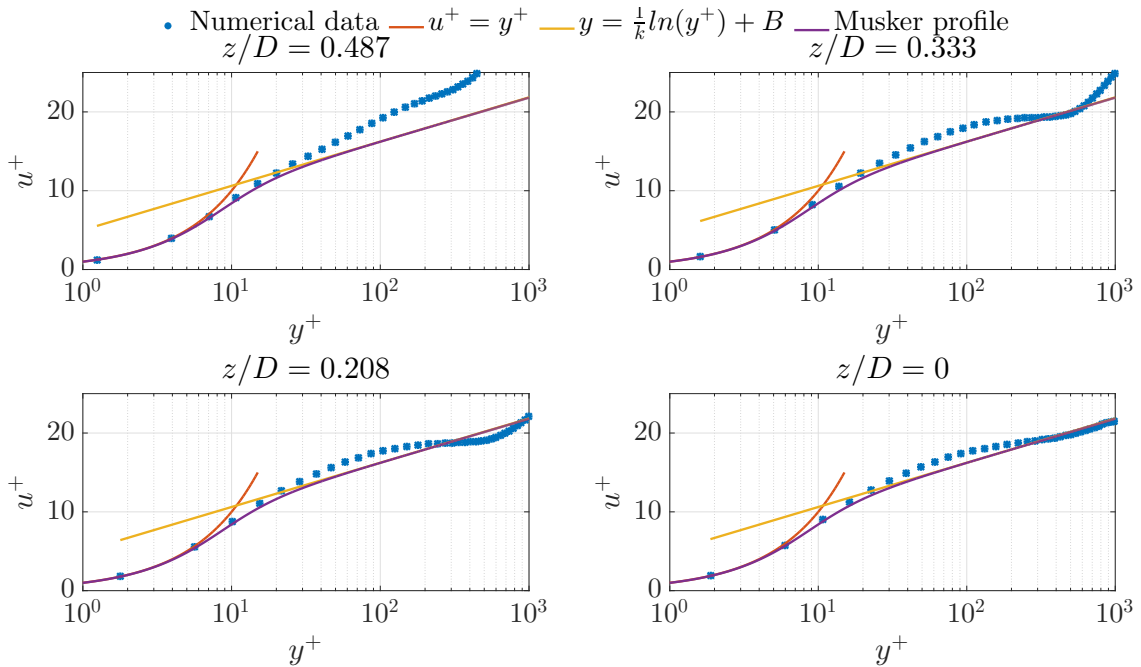 Numerical data u⁺ = y⁺ y = 1/k ln(y⁺) + B Musker profile
z/D = 0.487 z/D = 0.333
20
10
0
u⁺
10⁰ 10¹ 10² 10³
y⁺
20
10
0
u⁺
10⁰ 10¹ 10² 10³
y⁺
z/D = 0.208 z/D = 0
20
10
0
u⁺
10⁰ 10¹ 10² 10³
y⁺
20
10
0
u⁺
10⁰ 10¹ 10² 10³
y⁺